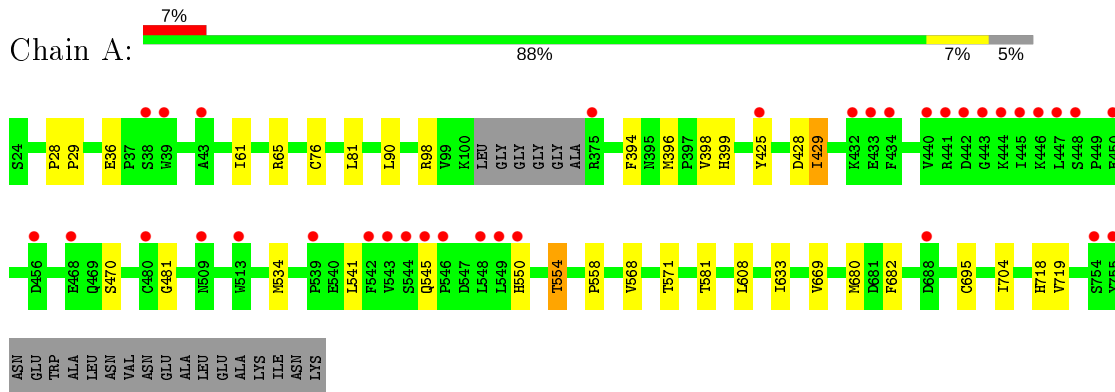 7%
Chain A:
88% 7% 5%
S24 P28 P29 E36 P37 S38 W39 A43 I61 R65 C76 L81 L90 R98 V99 K100 LEU GLY GLY GLY GLY ALA R375 F394 N395 M396 P397 V398 H399 Y425 D428 I429 K432 E433 F434 V440 R441 D442 G443 K444 I445 K446 L447 S448 P449
D456 E468 Q469 S470 C480 G481 N509 W513 M534 P539 E540 L541 F542 V543 S544 Q545 P546 D547 L548 L549 H550 T554 P558 V568 T571 T581 L608 I633 V669 M680 D681 F682 D688 C695 I704 H718 V719 S754 Y755
ASN GLU TRP ALA LEU ASN VAL ASN GLU ALA LEU GLU ALA LYS ILE ASN LYS